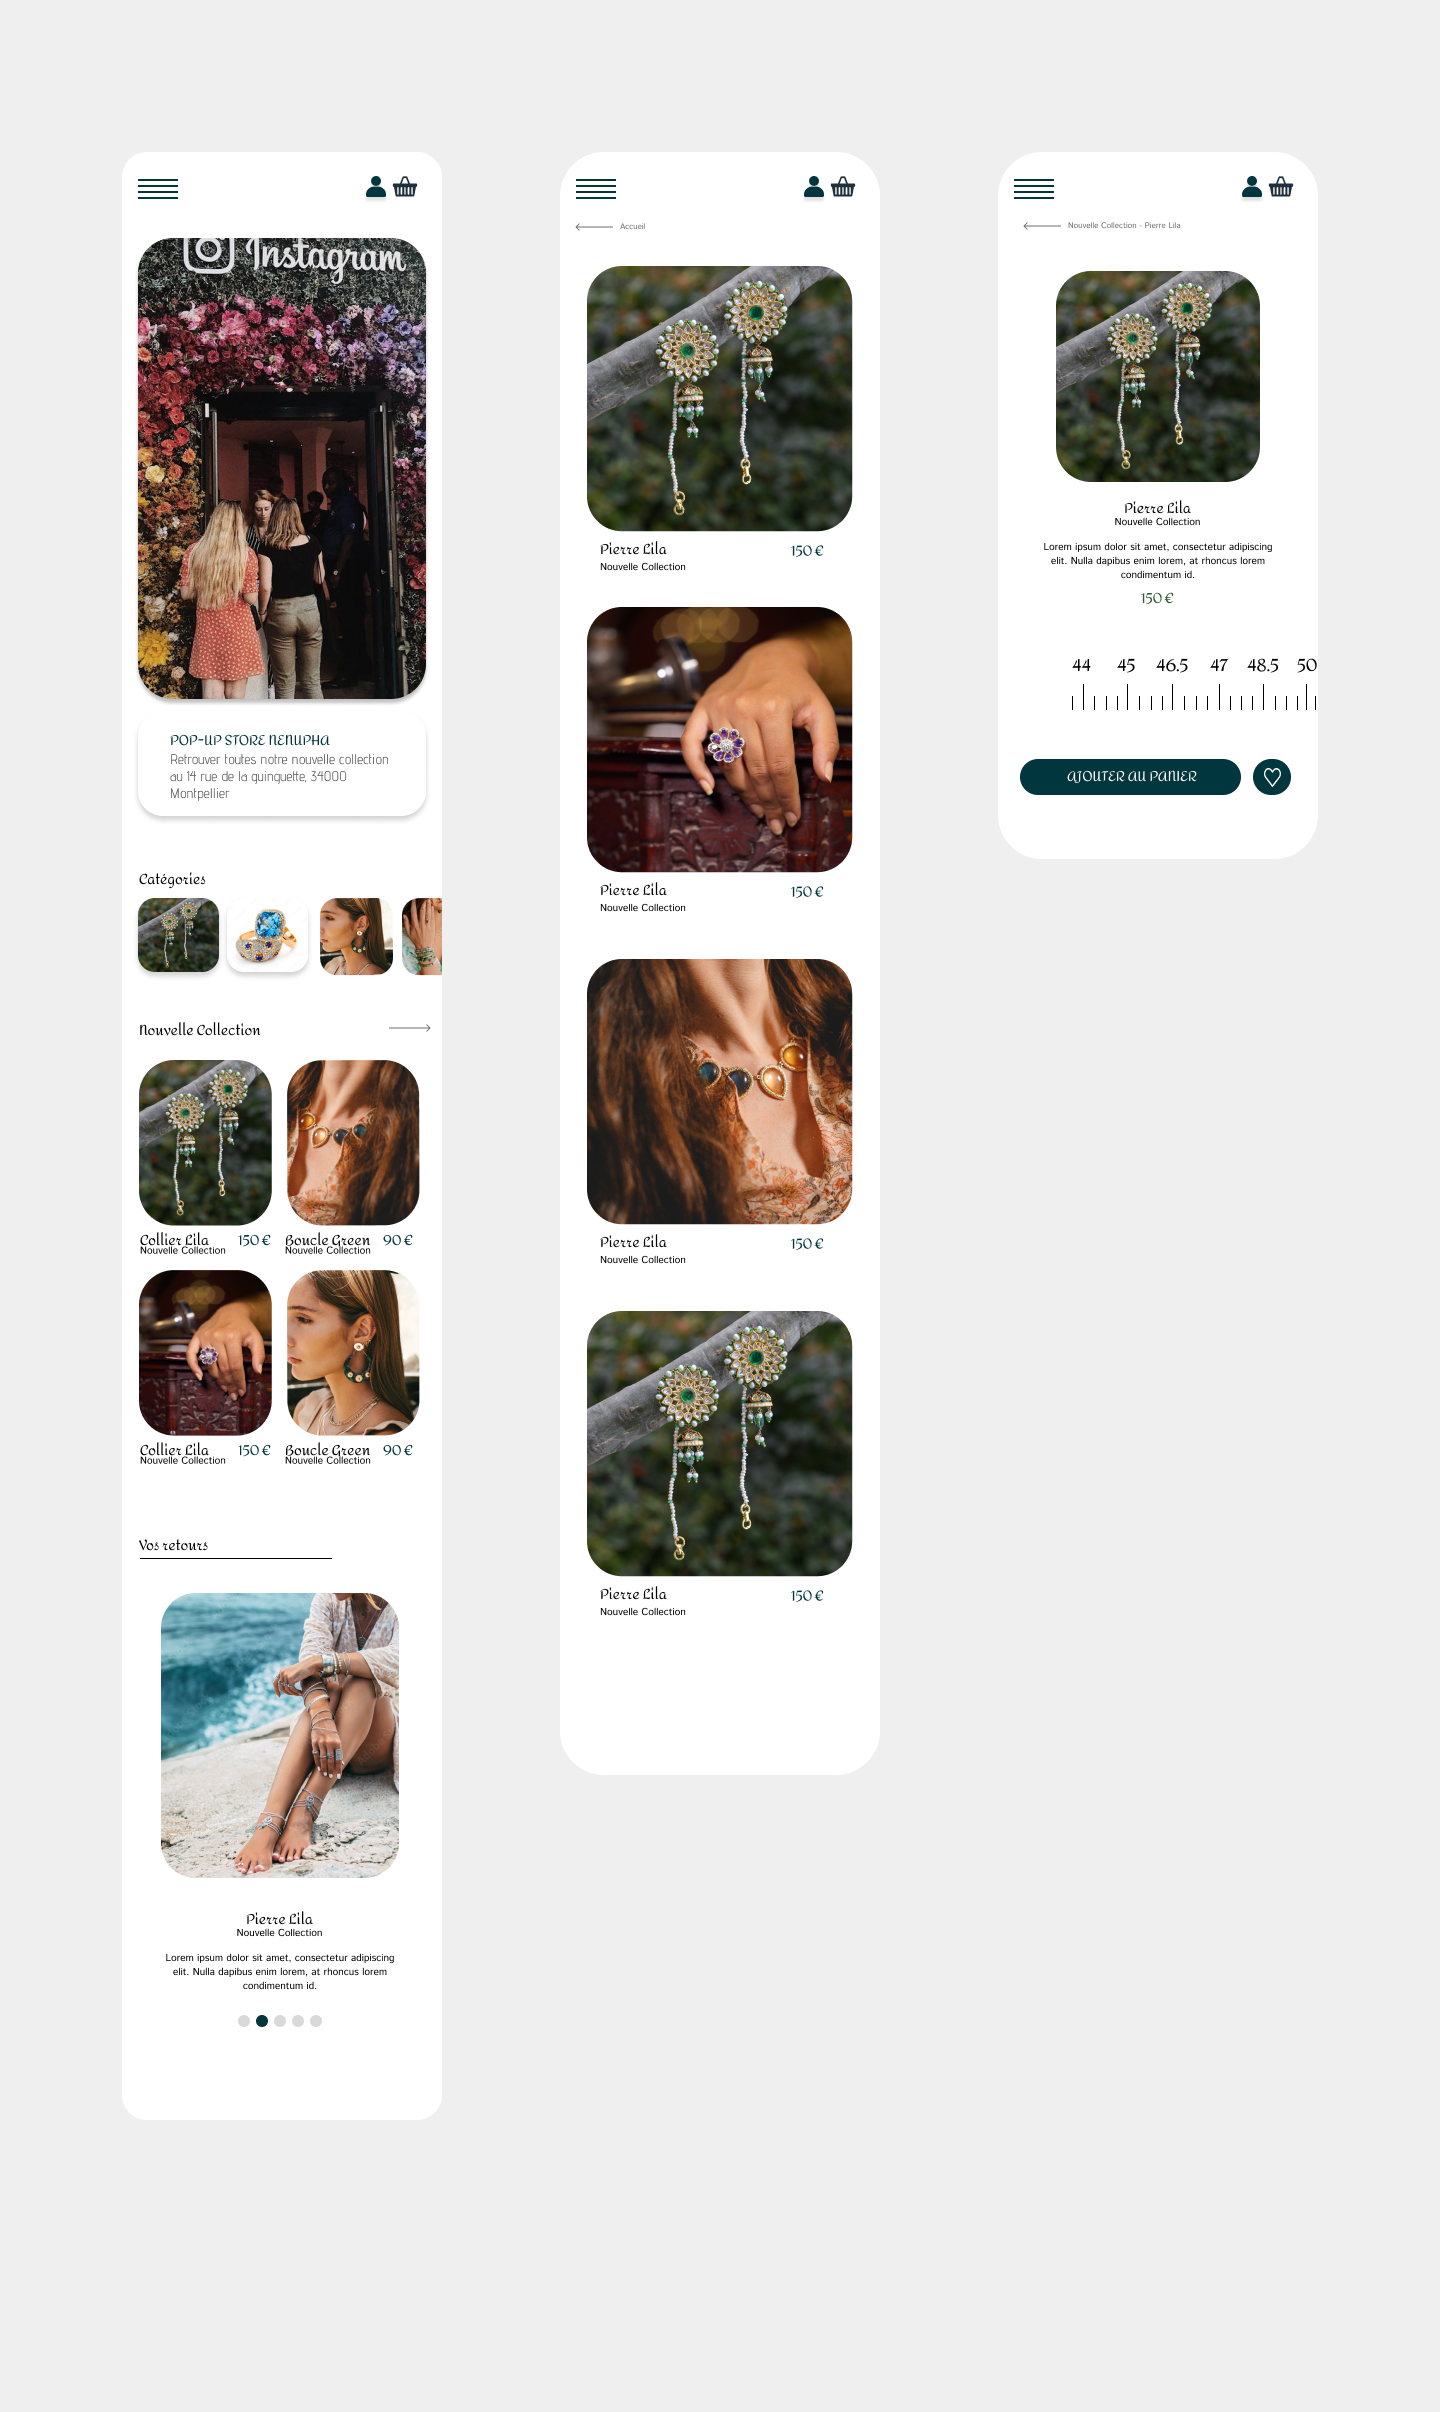 Instagram
POP-UP STORE NENUPHA
Retrouver toutes notre nouvelle collection
au 14 rue de la guinguette, 34000
Montpellier
Catégories
Nouvelle Collection
Collier Lila 150 €
Nouvelle Collection
Boucle Green 90 €
Nouvelle Collection
Collier Lila 150 €
Nouvelle Collection
Boucle Green 90 €
Nouvelle Collection
Vos retours
Pierre Lila
Nouvelle Collection
Lorem ipsum dolor sit amet, consectetur adipiscing
elit. Nulla dapibus enim lorem, at rhoncus lorem
condimentum id.
Accueil
Pierre Lila 150 €
Nouvelle Collection
Pierre Lila 150 €
Nouvelle Collection
Pierre Lila 150 €
Nouvelle Collection
Pierre Lila 150 €
Nouvelle Collection
Nouvelle Collection - Pierre Lila
Pierre Lila
Nouvelle Collection
Lorem ipsum dolor sit amet, consectetur adipiscing
elit. Nulla dapibus enim lorem, at rhoncus lorem
condimentum id.
150 €
44 45 46.5 47 48.5 50
AJOUTER AU PANIER